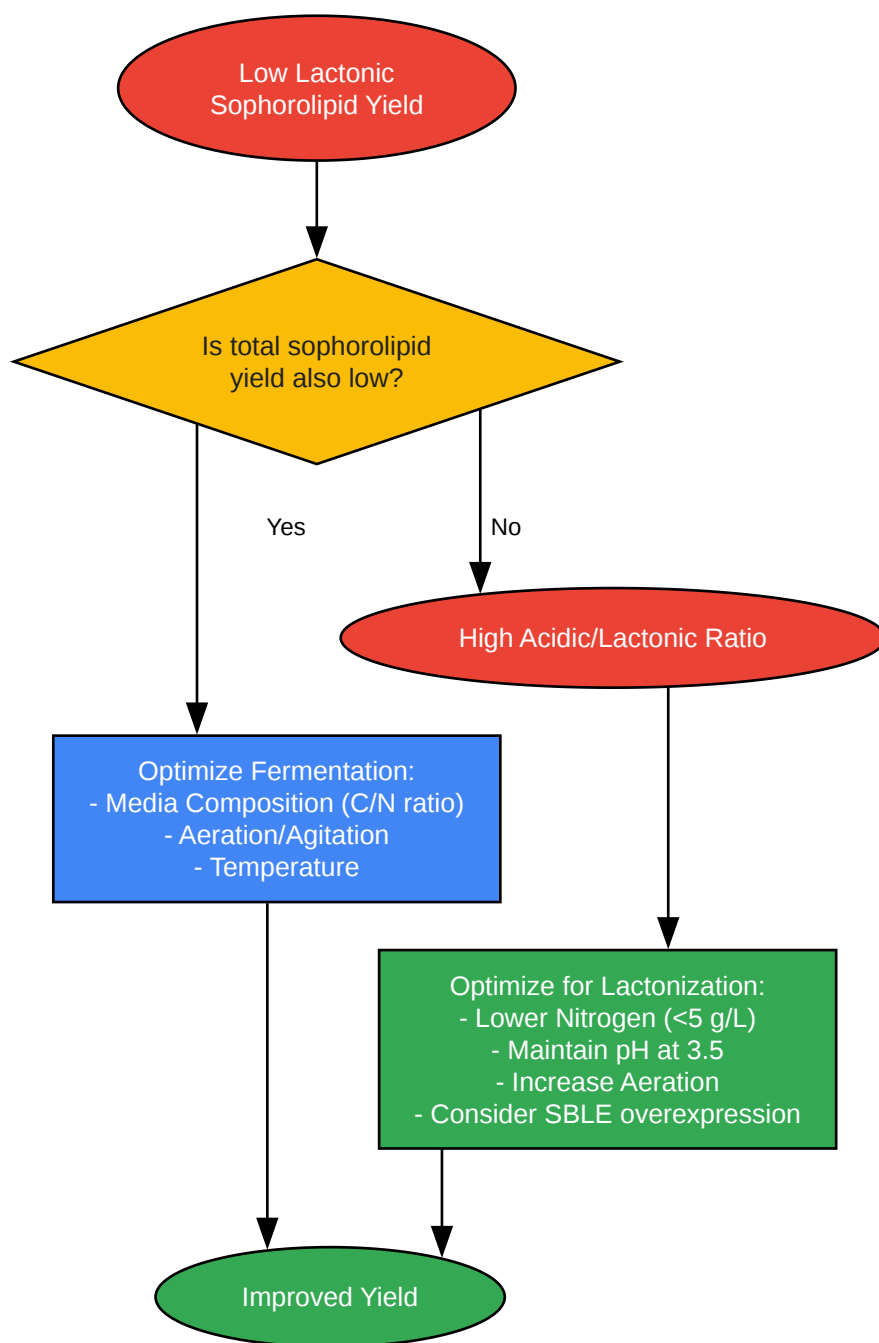 Low Lactonic
Sophorolipid Yield
Is total sophorolipid
yield also low?
Yes
No
High Acidic/Lactonic Ratio
Optimize Fermentation:
- Media Composition (C/N ratio)
- Aeration/Agitation
- Temperature
Optimize for Lactonization:
- Lower Nitrogen (<5 g/L)
- Maintain pH at 3.5
- Increase Aeration
- Consider SBLE overexpression
Improved Yield